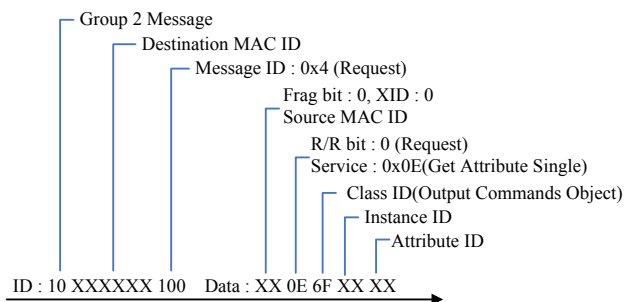 Group 2 Message
Destination MAC ID
Message ID : 0x4 (Request)
Frag bit : 0, XID : 0
Source MAC ID
R/R bit : 0 (Request)
Service : 0x0E(Get Attribute Single)
Class ID(Output Commands Object)
Instance ID
Attribute ID
ID : 10 XXXXXX 100 Data : XX 0E 6F XX XX